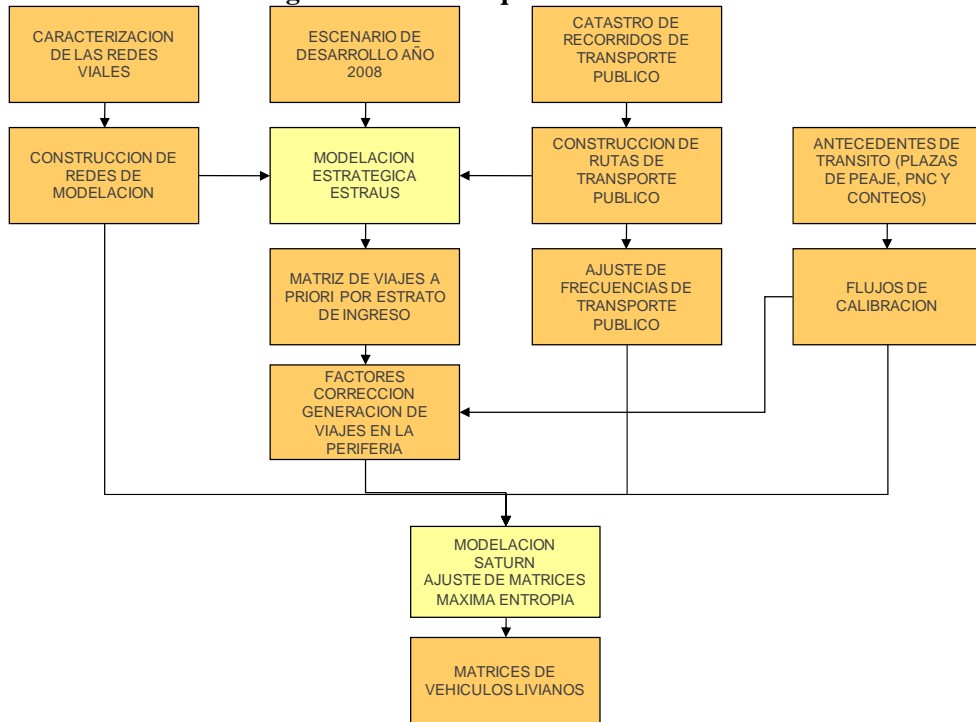 CARACTERIZACION
DE LAS REDES
VIALES
ESCENARIO DE
DESARROLLO AÑO
2008
CATASTRO DE
RECORRIDOS DE
TRANSPORTE
PUBLICO
CONSTRUCCION DE
REDES DE
MODELACION
MODELACION
ESTRATEGICA
ESTRAUS
CONSTRUCCION DE
RUTAS DE
TRANSPORTE
PUBLICO
ANTECEDENTES DE
TRANSITO (PLAZAS
DE PEAJE, PNC Y
CONTEOS)
MATRIZ DE VIAJES A
PRIORI POR ESTRATO
DE INGRESO
AJUSTE DE
FRECUENCIAS DE
TRANSPORTE
PUBLICO
FLUJOS DE
CALIBRACION
FACTORES
CORRECCION
GENERACION DE
VIAJES EN LA
PERIFERIA
MODELACION
SATURN
AJUSTE DE MATRICES
MAXIMA ENTROPIA
MATRICES DE
VEHICULOS LIVIANOS